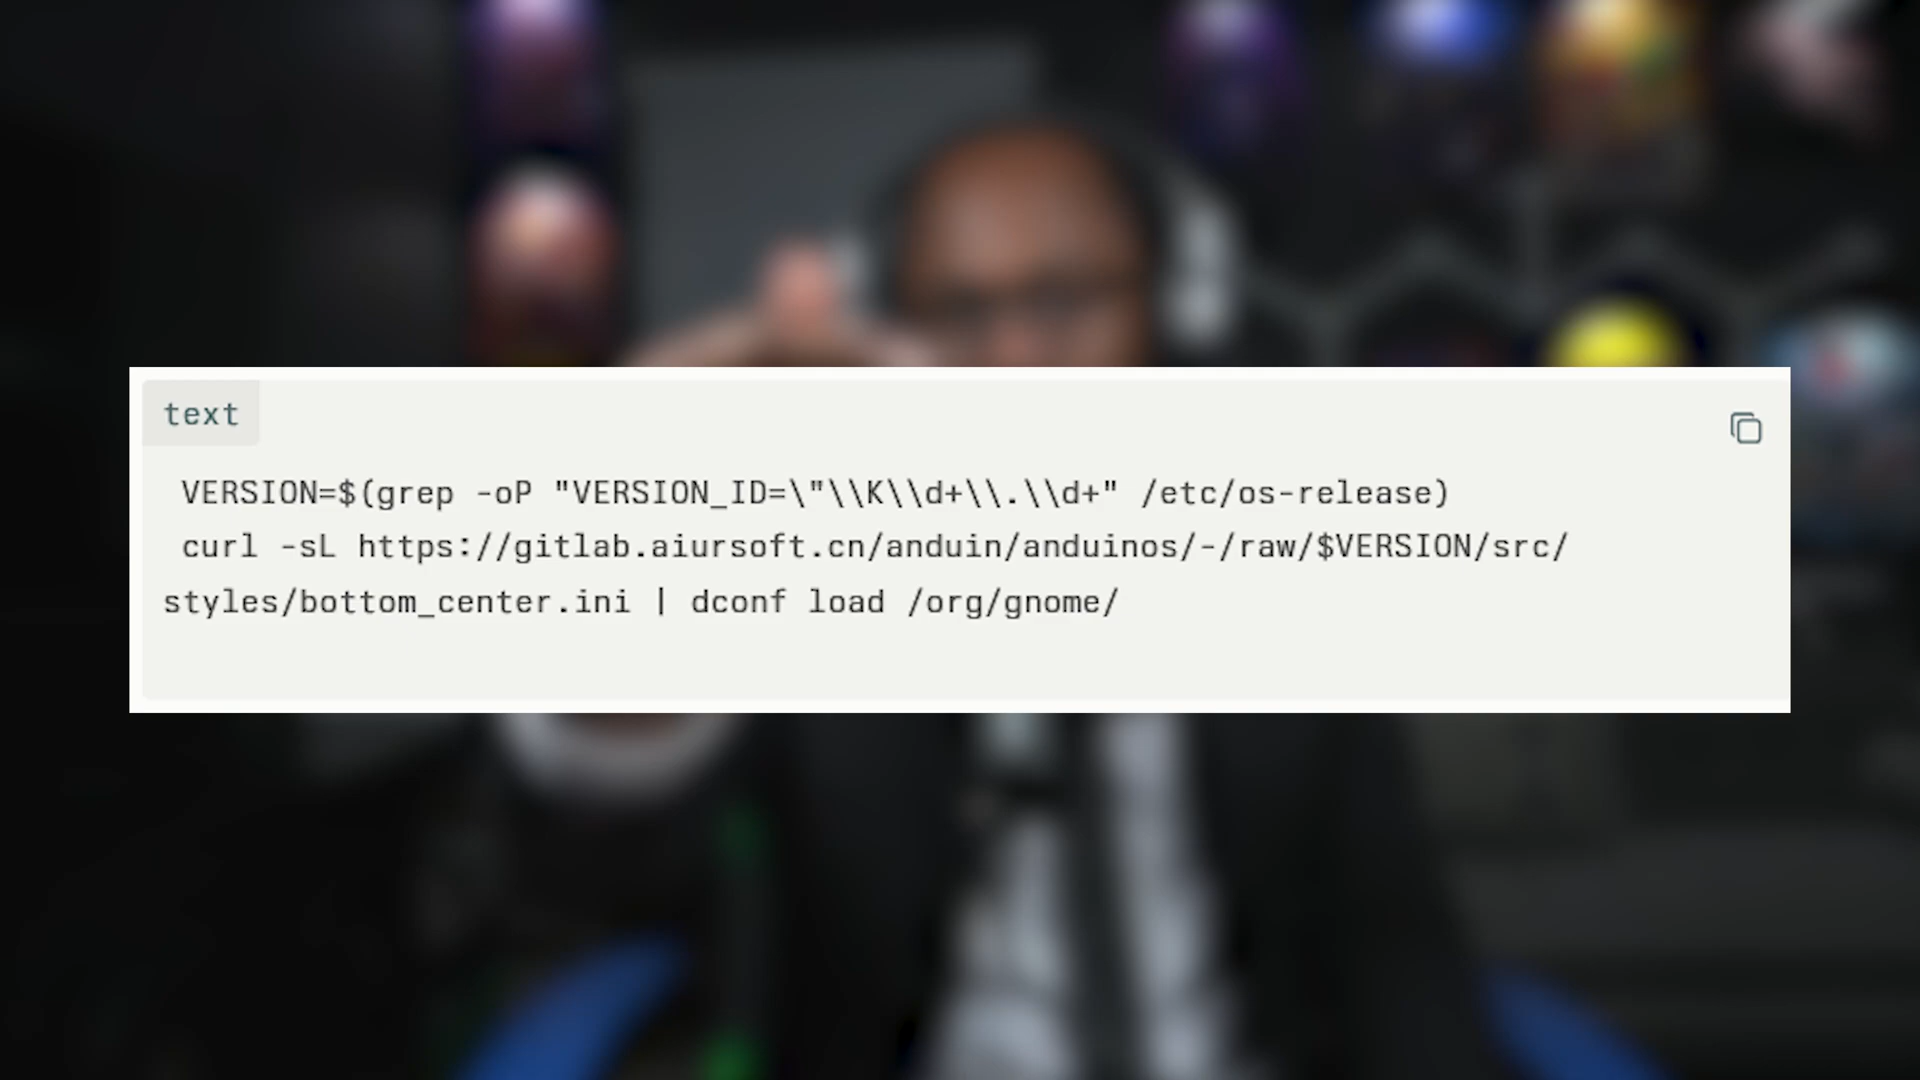 text
VERSION=$(grep -oP "VERSION_ID=\"\\K\\d+\\.\\d+" /etc/os-release)
curl -sL https://gitlab.aiursoft.cn/anduin/anduinos/-/raw/$VERSION/src/
styles/bottom_center.ini | dconf load /org/gnome/